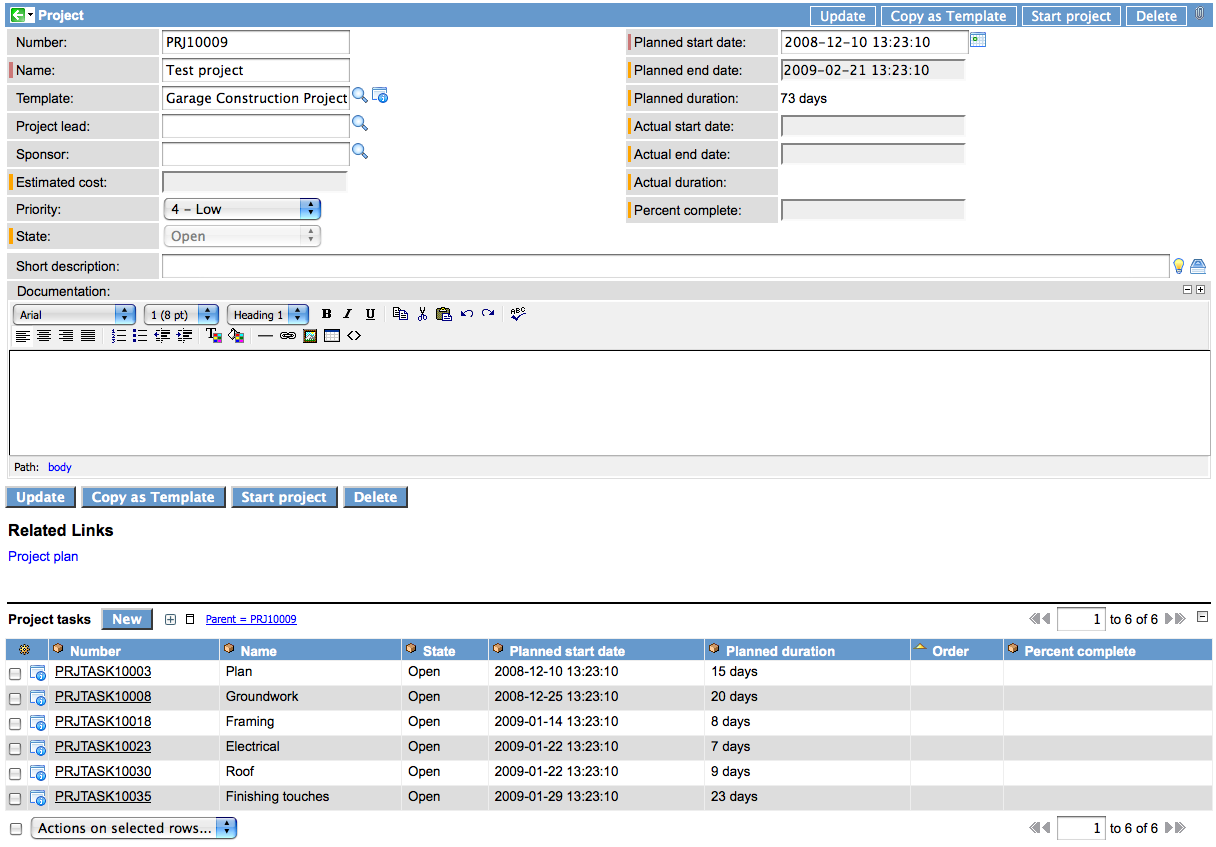 Project Update Copy as Template Start project Delete
Number: PRJ10009 Planned start date: 2008-12-10 13:23:10
Name: Test project Planned end date: 2009-02-21 13:23:10
Template: Garage Construction Project Planned duration: 73 days
Project lead: Actual start date:
Sponsor: Actual end date:
Estimated cost: Actual duration:
Priority: 4 - Low Percent complete:
State: Open
Short description:
Documentation:
Arial 1 (8 pt) Heading 1 B I U ABC
T
Path: body
Update Copy as Template Start project Delete
Related Links
Project plan
Project tasks New Parent = PRJ10009 1 to 6 of 6
Number Name State Planned start date Planned duration Order Percent complete
PRJTASK10003 Plan Open 2008-12-10 13:23:10 15 days
PRJTASK10008 Groundwork Open 2008-12-25 13:23:10 20 days
PRJTASK10018 Framing Open 2009-01-14 13:23:10 8 days
PRJTASK10023 Electrical Open 2009-01-22 13:23:10 7 days
PRJTASK10030 Roof Open 2009-01-22 13:23:10 9 days
PRJTASK10035 Finishing touches Open 2009-01-29 13:23:10 23 days
Actions on selected rows... 1 to 6 of 6